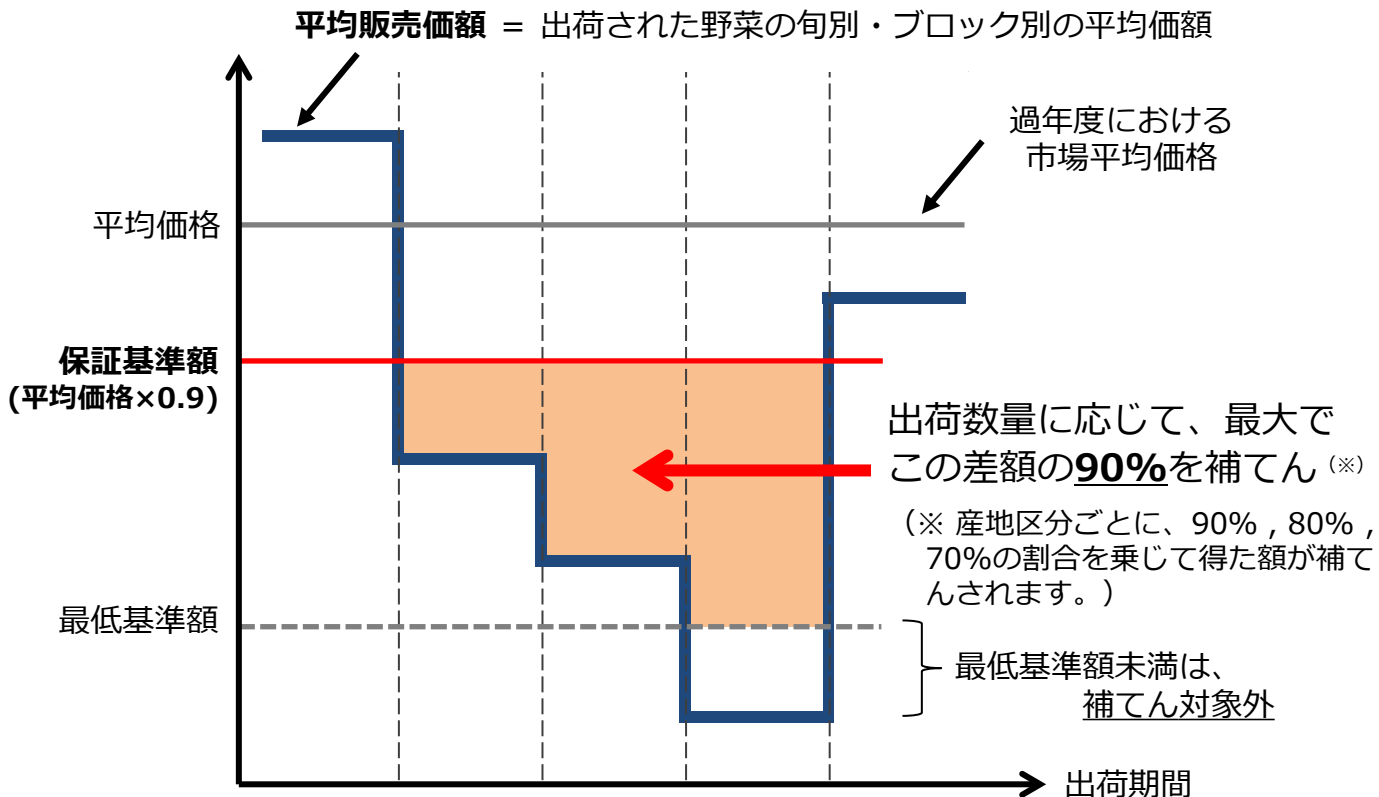 平均販売価額 = 出荷された野菜の旬別・ブロック別の平均価額
過年度における
市場平均価格
平均価格
保証基準額
(平均価格×0.9)
出荷数量に応じて、最大で
この差額の90%を補てん(※)
(※ 産地区分ごとに、90% , 80% ,
70%の割合を乗じて得た額が補て
んされます。)
最低基準額
最低基準額未満は、
補てん対象外
出荷期間